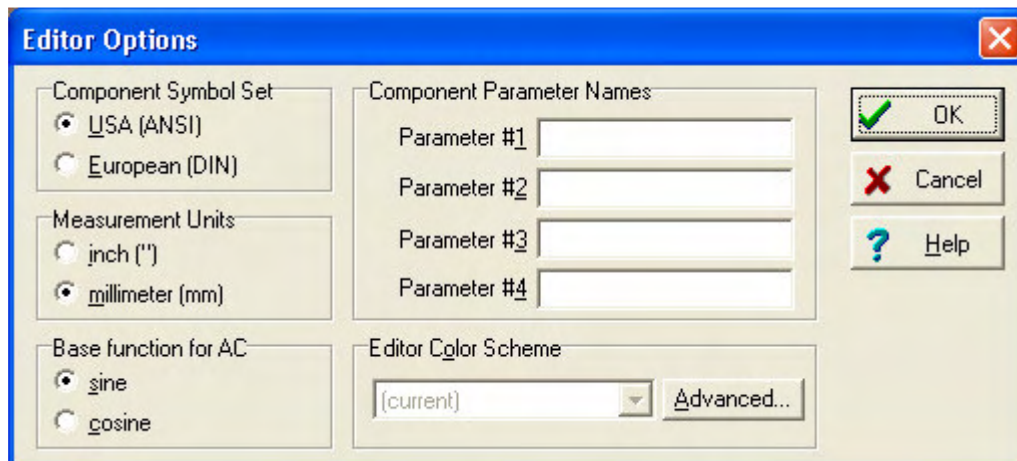 Editor Options
Component Symbol Set
USA (ANSI)
European (DIN)
Measurement Units
inch (")
millimeter (mm)
Base function for AC
sine
cosine
Component Parameter Names
Parameter #1
Parameter #2
Parameter #3
Parameter #4
Editor Color Scheme
(current)
Advanced...
OK
Cancel
Help